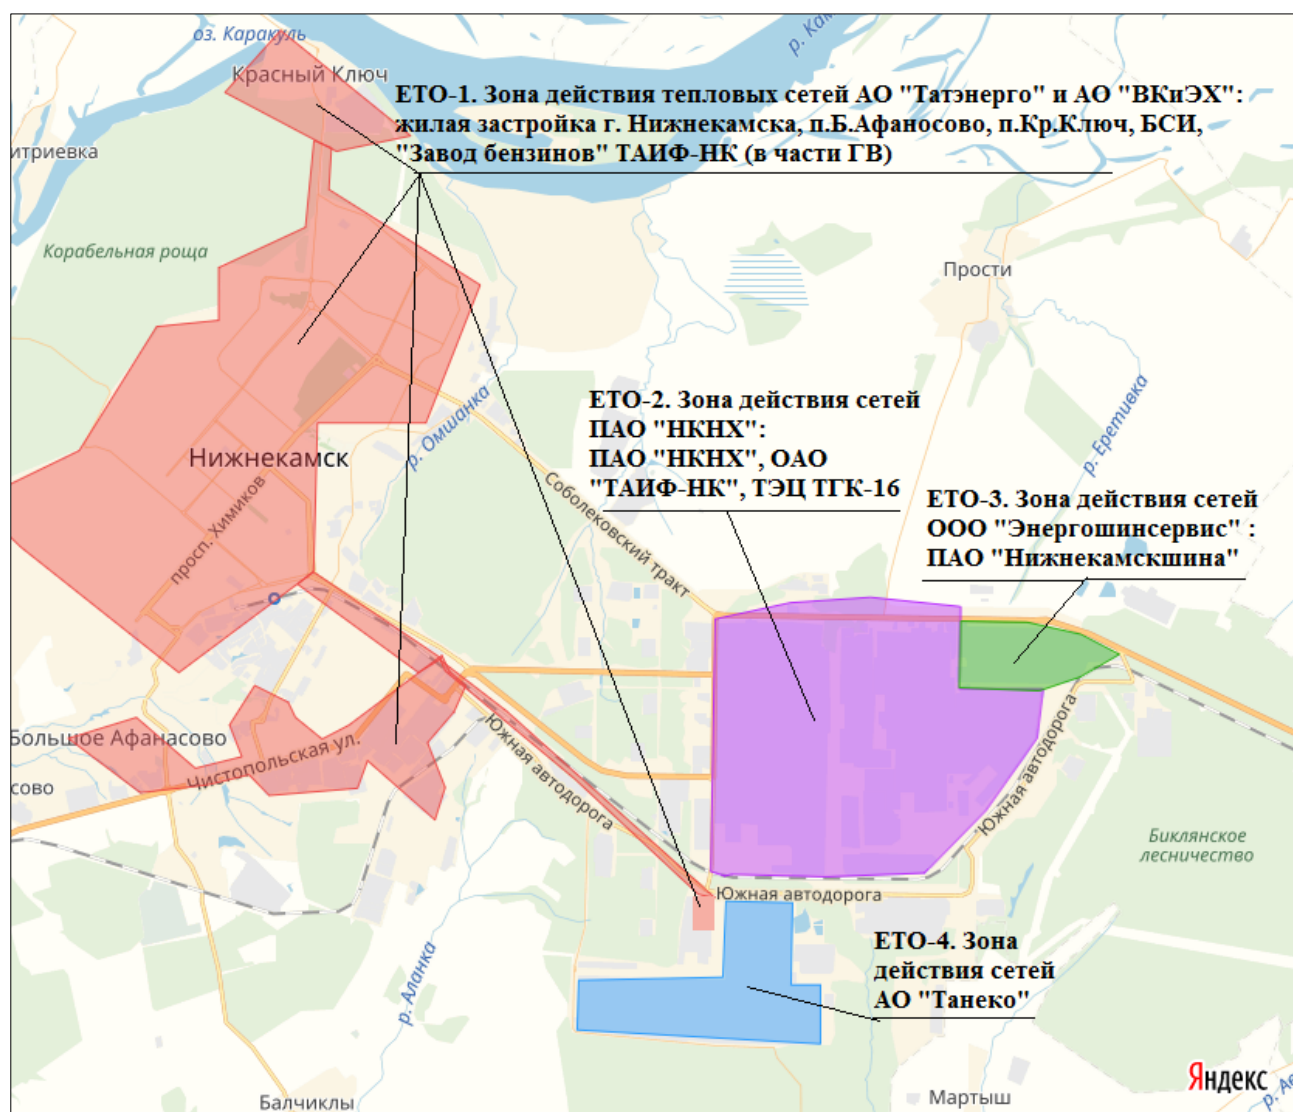 оз. Каракуль
р. Кам
Красный Ключ
ЕТО-1. Зона действия тепловых сетей АО "Татэнерго" и АО "ВКиЭХ":
жилая застройка г. Нижнекамска, п.Б.Афаносово, п.Кр.Ключ, БСИ,
"Завод бензинов" ТАИФ-НК (в части ГВ)
итриевка
Корабельная роща
Прости
р. Омшанка
р. Еретивка
ЕТО-2. Зона действия сетей
ПАО "НКНХ":
ПАО "НКНХ", ОАО
"ТАИФ-НК", ТЭЦ ТГК-16
Нижнекамск
просп. Химиков
Соболековский тракт
ЕТО-3. Зона действия сетей
ООО "Энергошинсервис" :
ПАО "Нижнекамскшина"
Большое Афанасово
Чистопольская ул.
Южная автодорога
Южная автодорога
сово
Биклянское
лесничество
Южная автодорога
р. Аланка
ЕТО-4. Зона
действия сетей
АО "Танеко"
Яндекс
Балчиклы
Мартыш
р. Ав